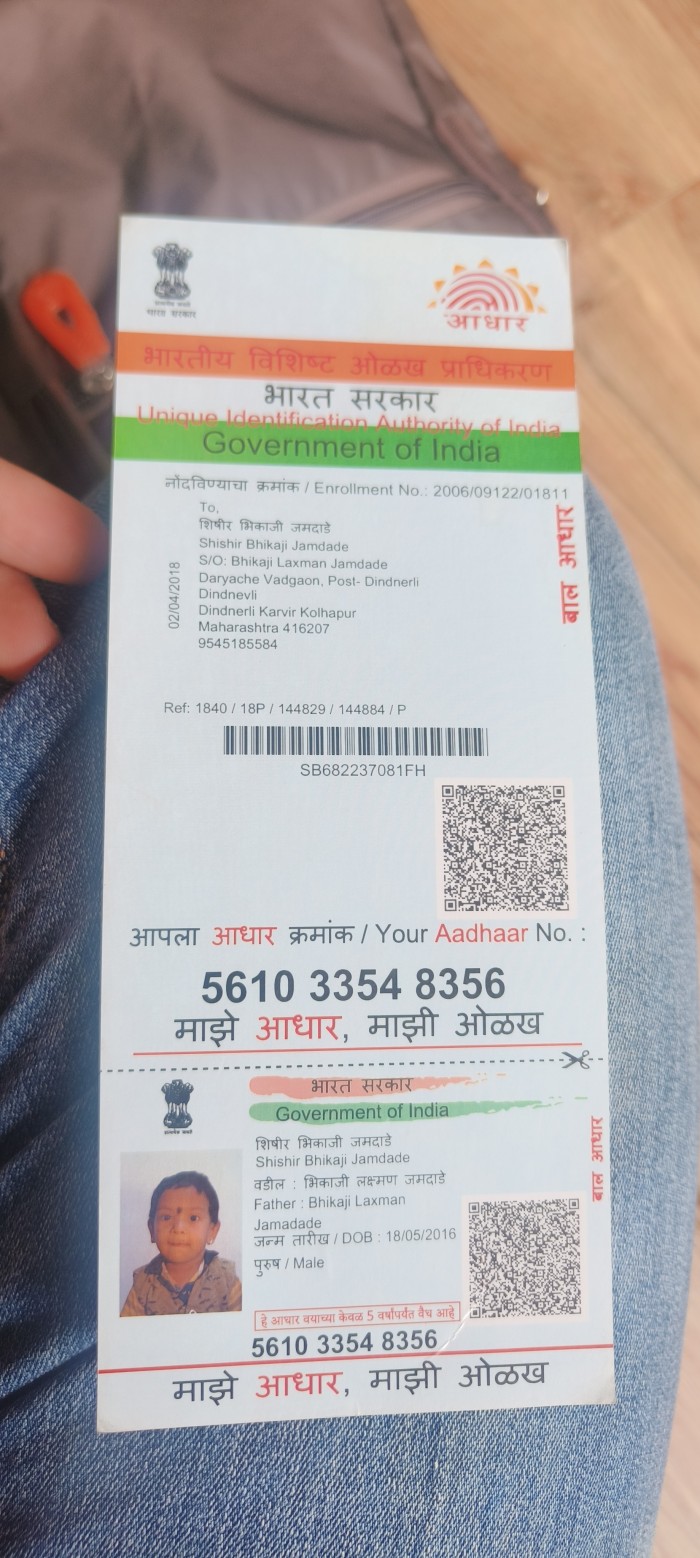 भारत सरकार
आधार
भारतीय विशिष्ट ओळख प्राधिकरण
भारत सरकार
Unique Identification Authority of India
Government of India
नोंदविण्याचा क्रमांक / Enrollment No.: 2006/09122/01811
To,
शिषीर भिकाजी जमदाडे
Shishir Bhikaji Jamdade
S/O: Bhikaji Laxman Jamdade
Daryache Vadgaon, Post- Dindnerli
Dindnevli
Dindnerli Karvir Kolhapur
Maharashtra 416207
9545185584
02/04/2018
बाल आधार
Ref: 1840 / 18P / 144829 / 144884 / P
SB682237081FH
आपला आधार क्रमांक / Your Aadhaar No. :
5610 3354 8356
माझे आधार, माझी ओळख
भारत सरकार
Government of India
शिषीर भिकाजी जमदाडे
Shishir Bhikaji Jamdade
वडील : भिकाजी लक्ष्मण जमदाडे
Father : Bhikaji Laxman
Jamadade
जन्म तारीख / DOB : 18/05/2016
पुरुष / Male
बाल आधार
हे आधार वयाच्या केवळ 5 वर्षापर्यंत वैध आहे
5610 3354 8356
माझे आधार, माझी ओळख